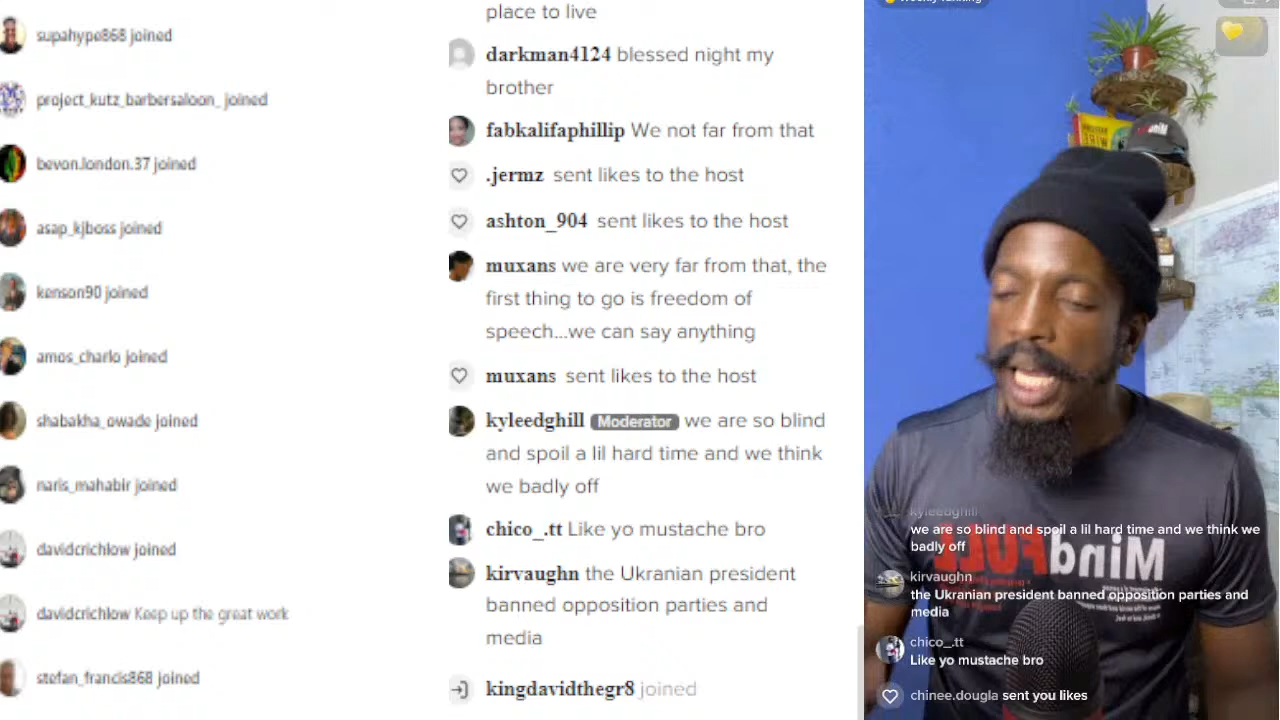 supahype868 joined
project_kutz_barbersaloon_ joined
bevon.london.37 joined
asap_kjboss joined
kenson90 joined
amos_charlo joined
shabakha_owade joined
naris_mahabir joined
davidcrichlow joined
davidcrichlow Keep up the great work
stefan_francis868 joined
place to live
darkman4124 blessed night my
brother
fabkalifaphillip We not far from that
.jermz sent likes to the host
ashton_904 sent likes to the host
muxans we are very far from that, the
first thing to go is freedom of
speech...we can say anything
muxans sent likes to the host
kyleedghill Moderator we are so blind
and spoil a lil hard time and we think
we badly off
chico_.tt Like yo mustache bro
kirvaughn the Ukranian president
banned opposition parties and
media
kingdavidthegr8 joined
kyleedghill
we are so blind and spoil a lil hard time and we think we
badly off
MindFULL
kirvaughn
the Ukranian president banned opposition parties and
media
chico_.tt
Like yo mustache bro
chinee.dougla sent you likes